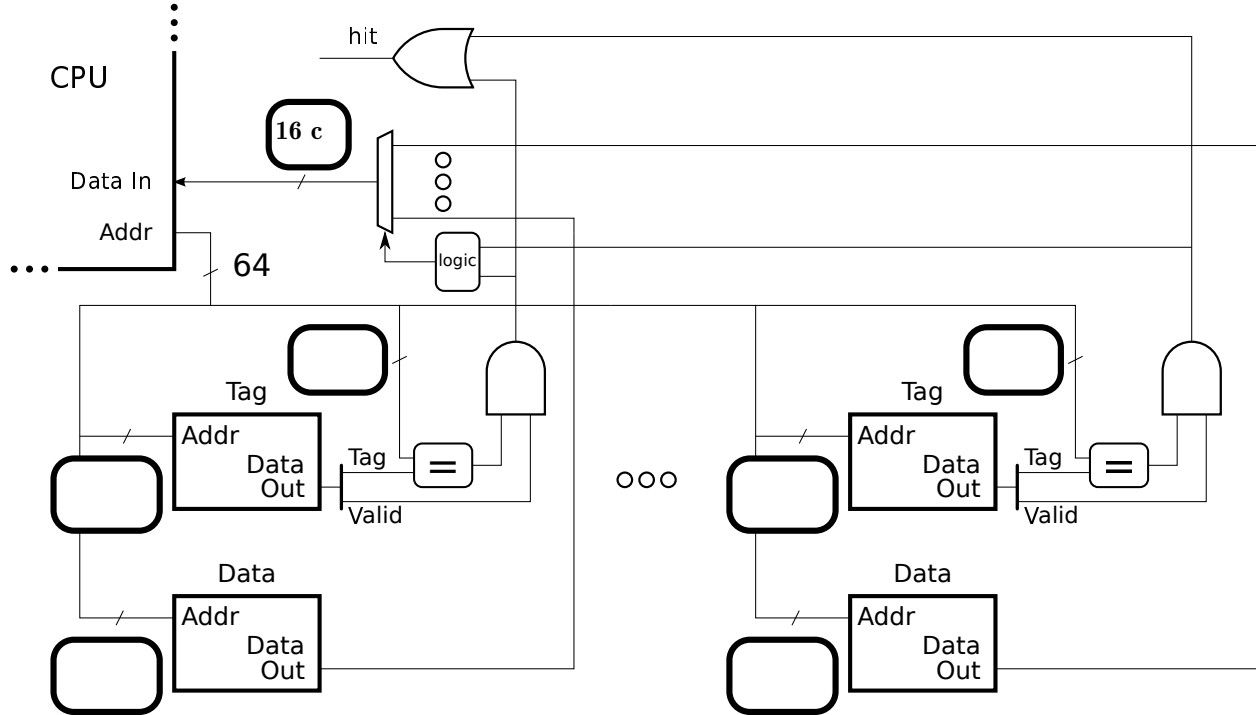 hit
CPU
16 c
Data In
Addr
64
logic
Tag
Addr
Data
Out
Tag
=
Valid
Data
Addr
Data
Out
Tag
Addr
Data
Out
Tag
=
Valid
Data
Addr
Data
Out